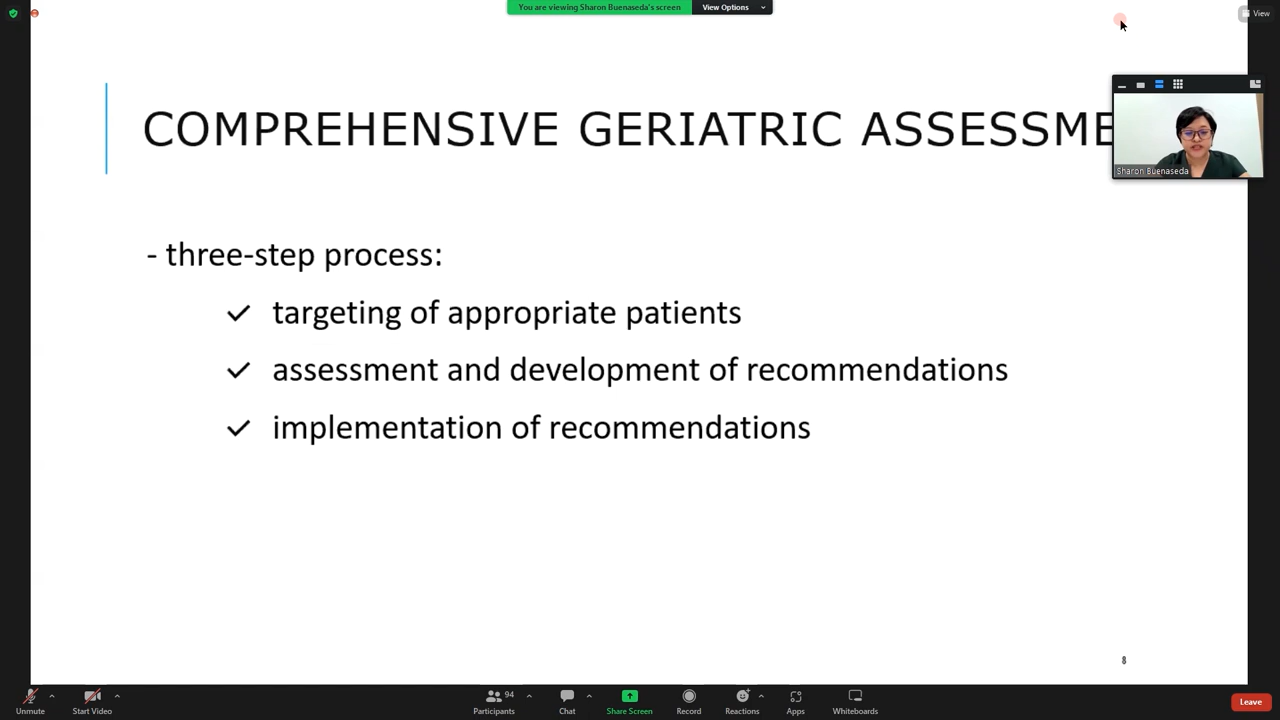 You are viewing Sharon Buenaseda's screen
View Options
View
COMPREHENSIVE GERIATRIC ASSESSME
Sharon Buenaseda
- three-step process:
✓ targeting of appropriate patients
✓ assessment and development of recommendations
✓ implementation of recommendations
8
Unmute
Start Video
94
Participants
Chat
Share Screen
Record
Reactions
Apps
Whiteboards
Leave